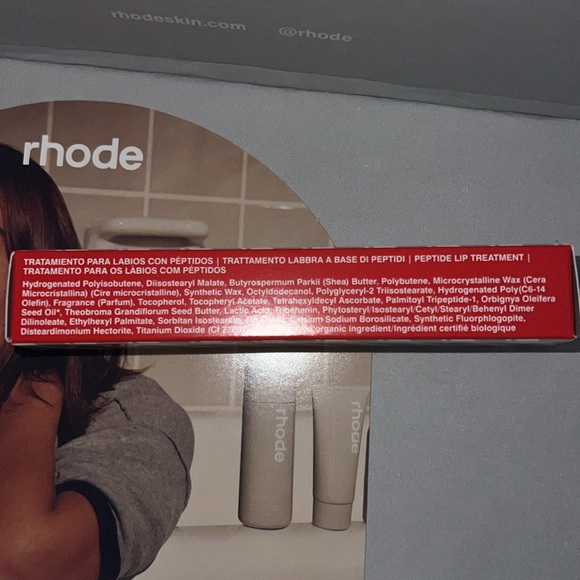 rhodeskin.com @rhode
rhode
TRATAMIENTO PARA LABIOS CON PÉPTIDOS | TRATTAMENTO LABBRA A BASE DI PEPTIDI | PEPTIDE LIP TREATMENT |
TRATAMENTO PARA OS LÁBIOS COM PÉPTIDOS
Hydrogenated Polyisobutene, Diisostearyl Malate, Butyrospermum Parkii (Shea) Butter, Polybutene, Microcrystalline Wax (Cera
Microcristallina) (Cire microcristalline), Synthetic Wax, Octyldodecanol, Polyglyceryl-2 Triisostearate, Hydrogenated Poly(C6-14
Olefin), Fragrance (Parfum), Tocopherol, Tocopheryl Acetate, Tetrahexyldecyl Ascorbate, Palmitoyl Tripeptide-1, Orbignya Oleifera
Seed Oil*, Theobroma Grandiflorum Seed Butter, Lactic Acid, Tribehenin, Phytosteryl/Isostearyl/Cetyl/Stearyl/Behenyl Dimer
Dilinoleate, Ethylhexyl Palmitate, Sorbitan Isostearate, Calcium Sodium Borosilicate, Synthetic Fluorphlogopite,
Disteardimonium Hectorite, Titanium Dioxide (CI organic ingredient/Ingrédient certifié biologique
rhode
rhode